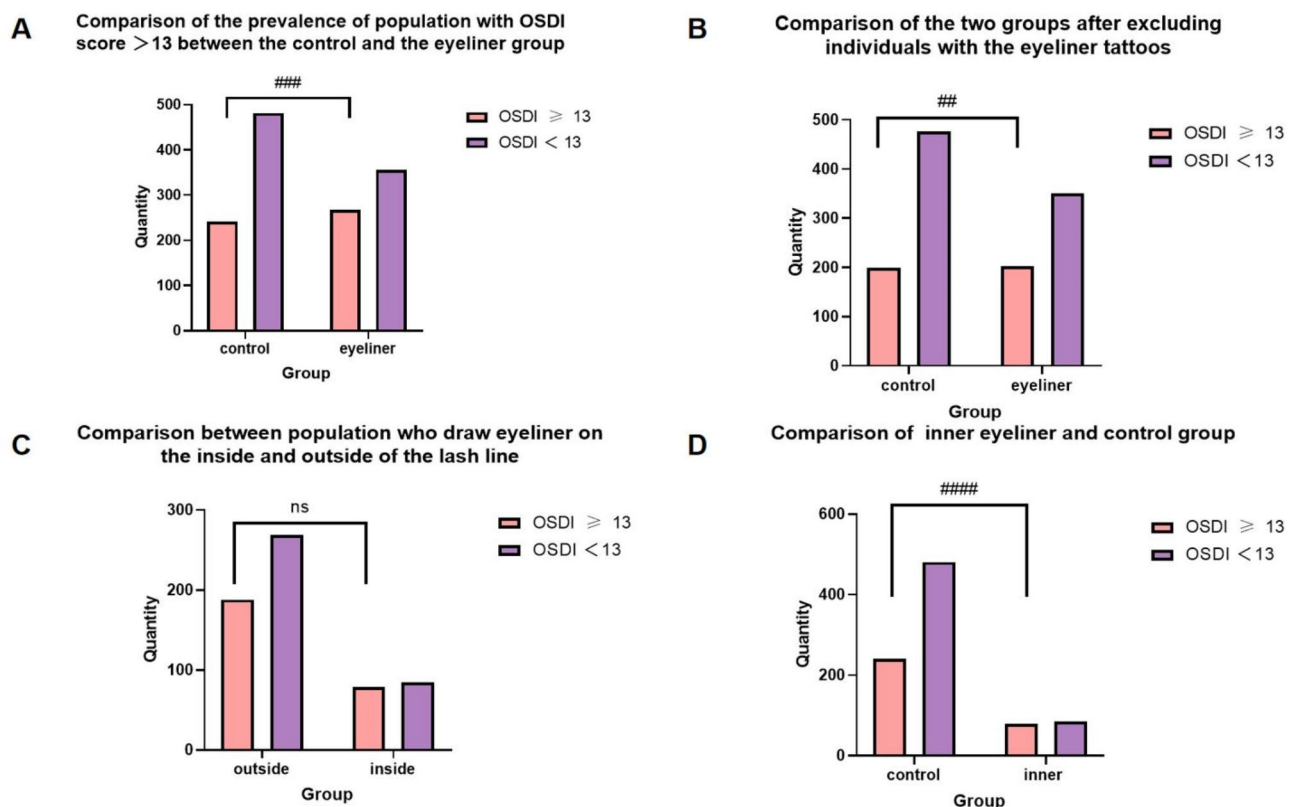 A
Comparison of the prevalence of population with OSDI
score ＞13 between the control and the eyeliner group
###
OSDI ⩾ 13
OSDI ＜13
500
400
300
200
100
0
Quantity
control eyeliner
Group
B
Comparison of the two groups after excluding
individuals with the eyeliner tattoos
##
OSDI ⩾ 13
OSDI ＜13
500
400
300
200
100
0
Quantity
control eyeliner
Group
C
Comparison between population who draw eyeliner on
the inside and outside of the lash line
ns
OSDI ⩾ 13
OSDI ＜13
300
200
100
0
Quantity
outside inside
Group
D
Comparison of inner eyeliner and control group
####
OSDI ⩾ 13
OSDI ＜13
600
400
200
0
Quantity
control inner
Group